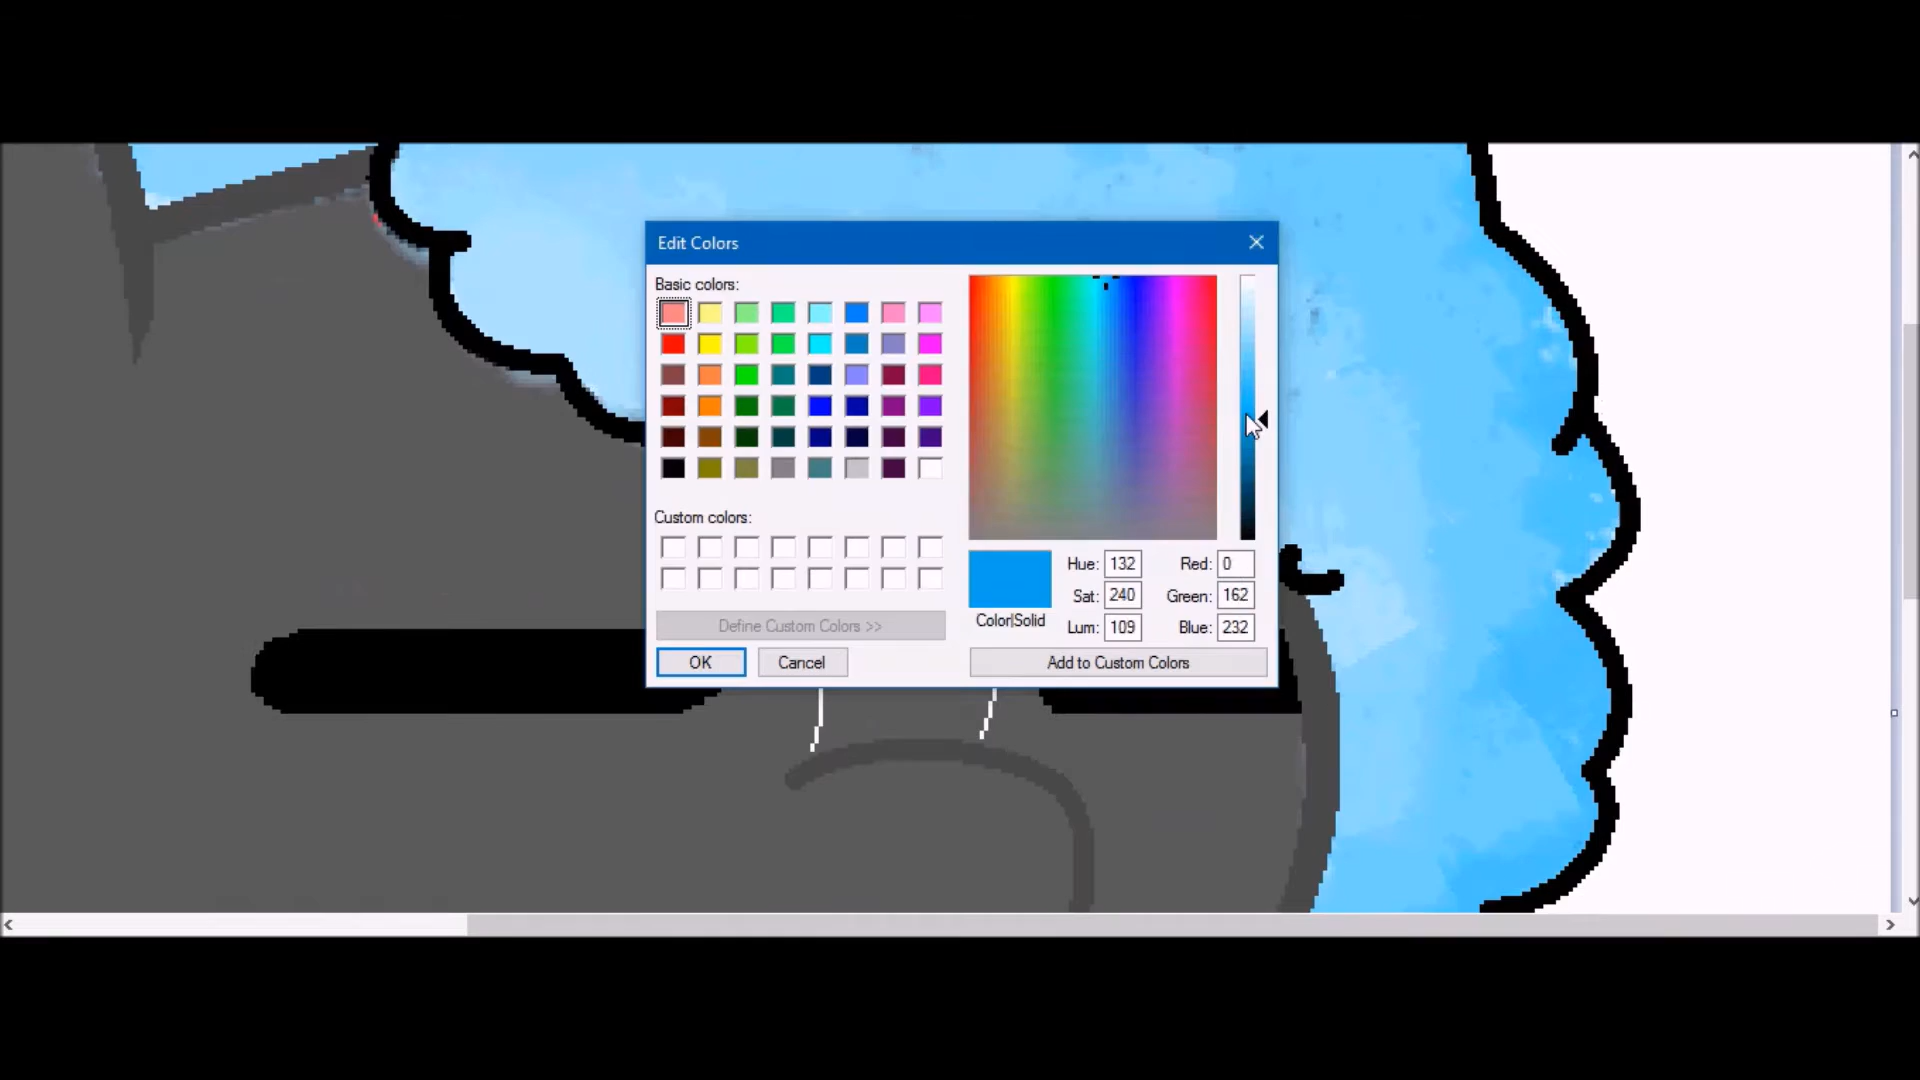 Edit Colors
Basic colors:
Custom colors:
Define Custom Colors >>
OK
Cancel
Color|Solid
Hue: 132
Sat: 240
Lum: 109
Red: 0
Green: 162
Blue: 232
Add to Custom Colors